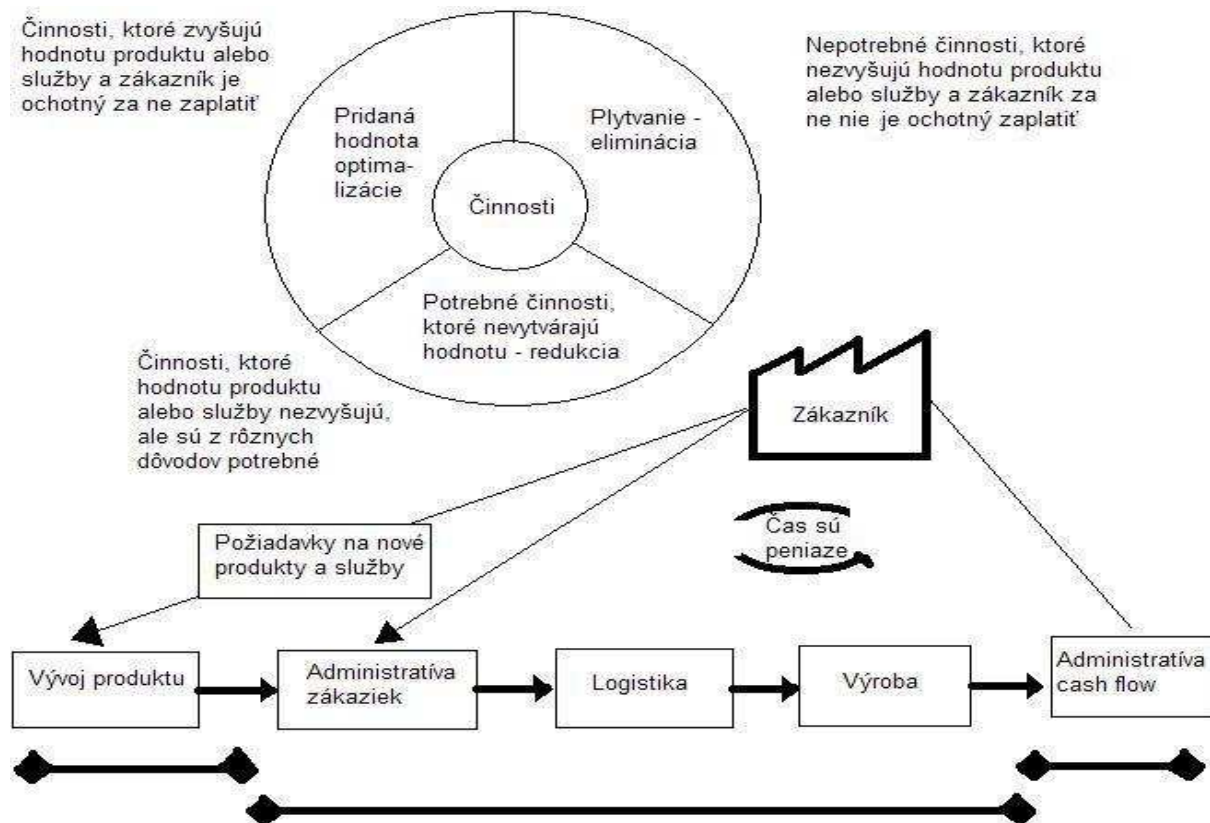 Činnosti, ktoré zvyšujú
hodnotu produktu alebo
služby a zákazník je
ochotný za ne zaplatiť
Nepotrebné činnosti, ktoré
nezvyšujú hodnotu produktu
alebo služby a zákazník za
ne nie je ochotný zaplatiť
Pridaná
hodnota
optima-
lizácie
Plytvanie -
eliminácia
Činnosti
Potrebné činnosti,
ktoré nevytvárajú
hodnotu - redukcia
Činnosti, ktoré
hodnotu produktu
alebo služby nezvyšujú,
ale sú z rôznych
dôvodov potrebné
Zákazník
Čas sú
peniaze
Požiadavky na nové
produkty a služby
Vývoj produktu
Administratíva
zákaziek
Logistika
Výroba
Administratíva
cash flow